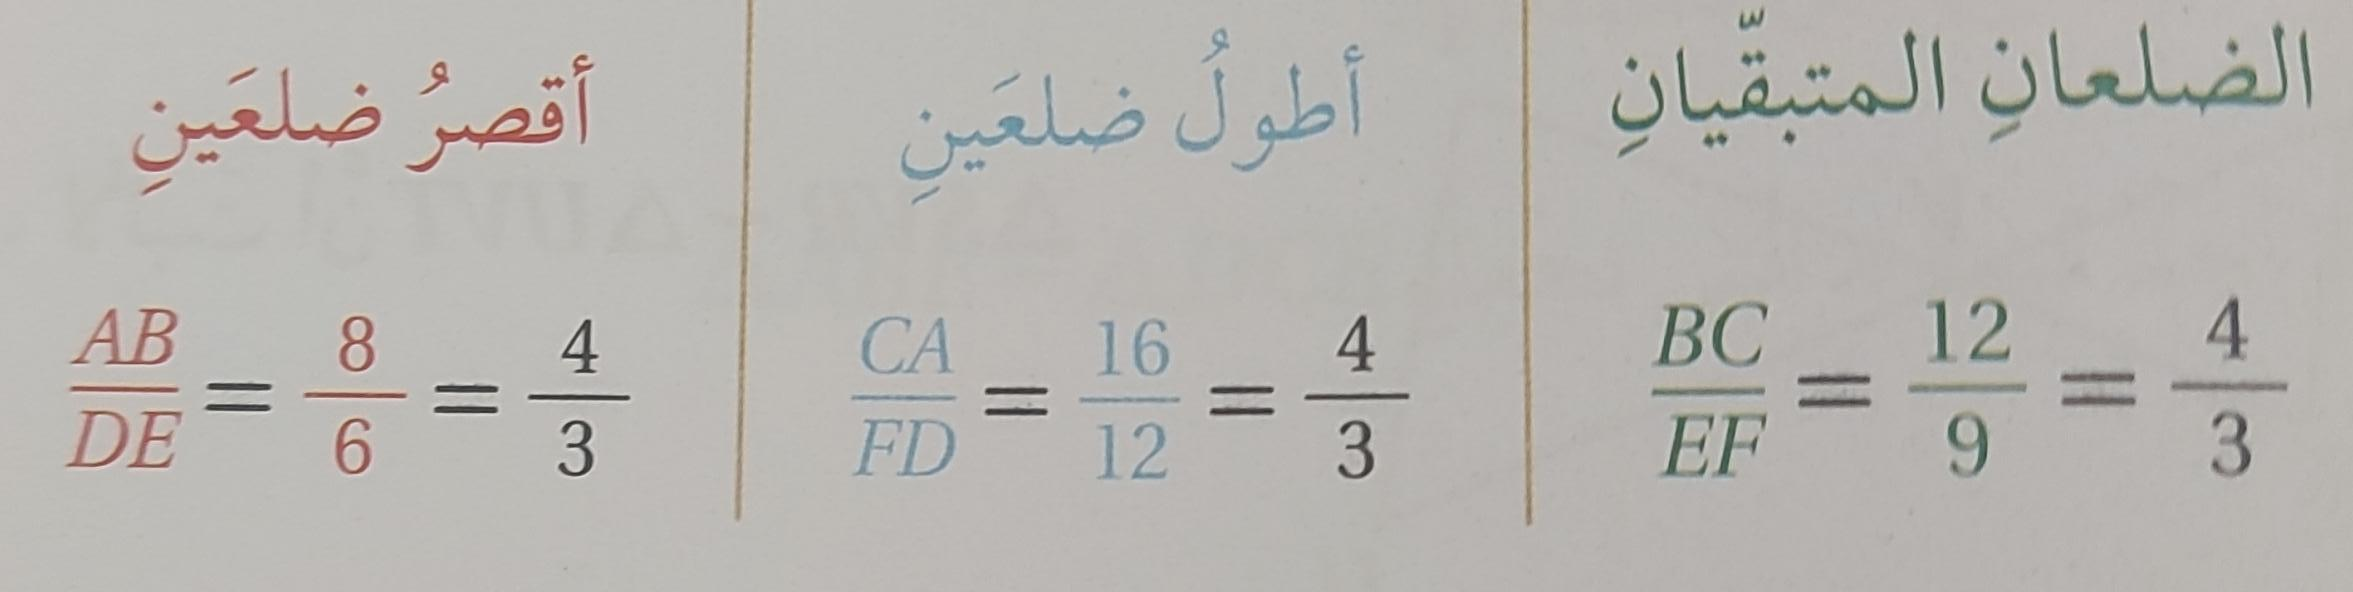 أقصرُ ضلعَينِ
AB/DE = 8/6 = 4/3
أطولُ ضلعَينِ
CA/FD = 16/12 = 4/3
الضلعانِ المتبقّيانِ
BC/EF = 12/9 = 4/3